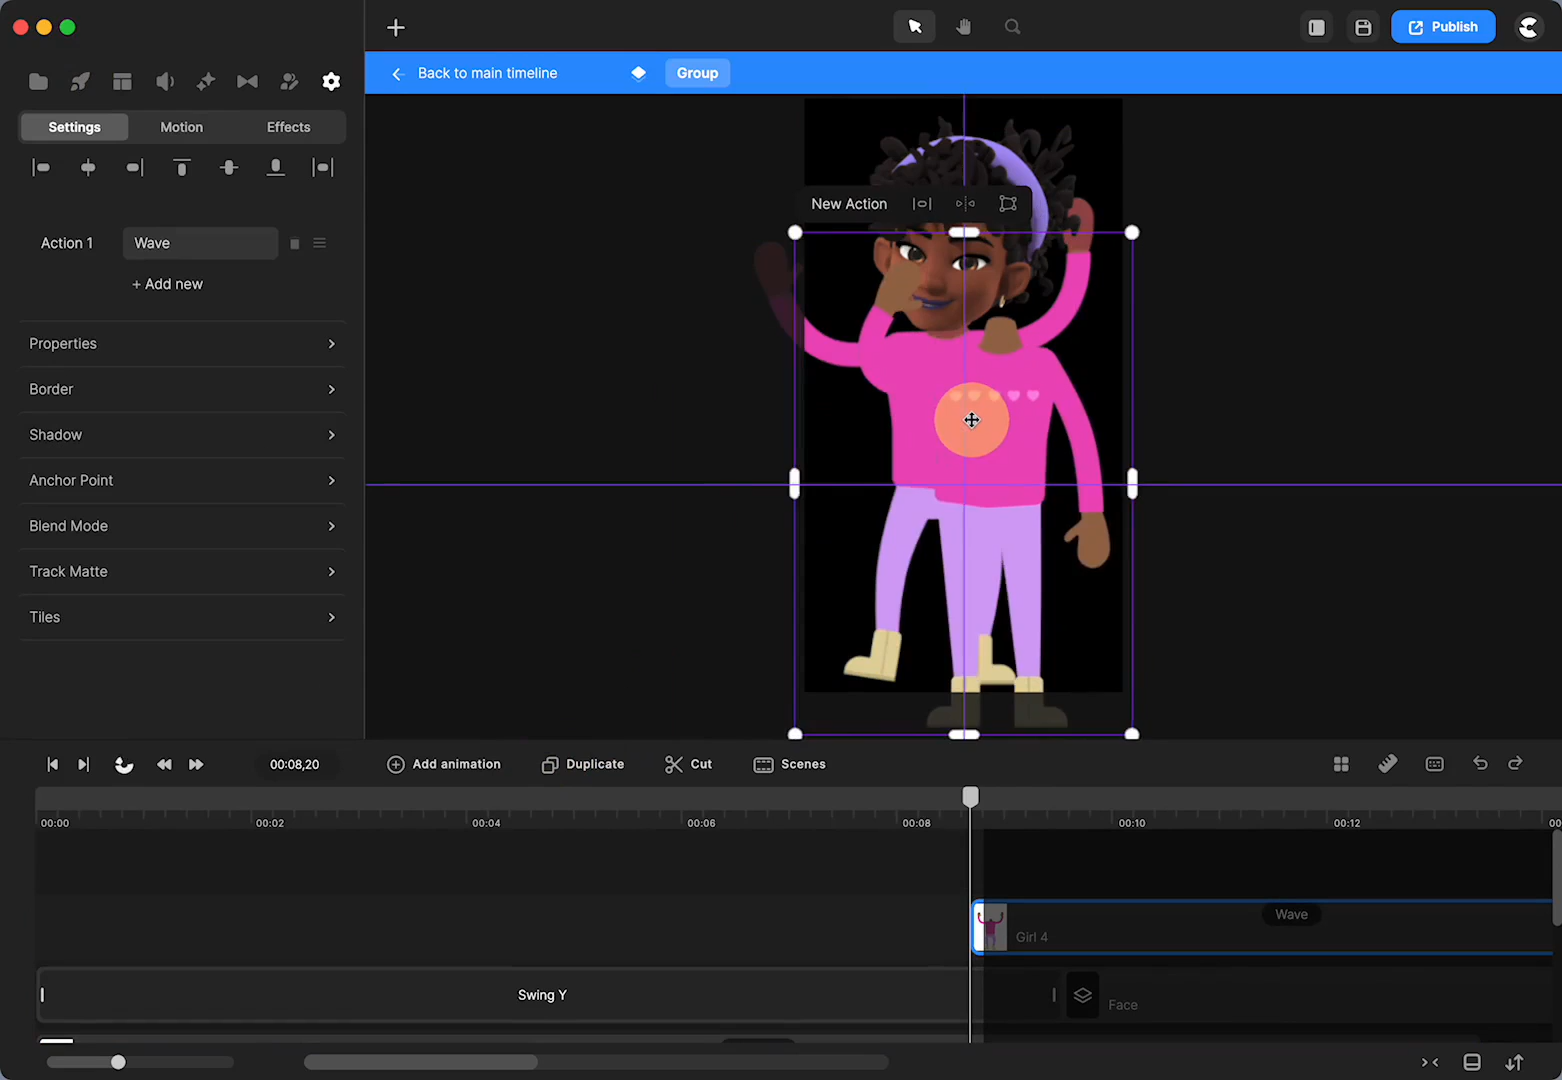 Publish
Back to main timeline
Group
Settings
Motion
Effects
New Action
Action 1
Wave
+ Add new
Properties
Border
Shadow
Anchor Point
Blend Mode
Track Matte
Tiles
00:08,20
Add animation
Duplicate
Cut
Scenes
00:00
00:02
00:04
00:06
00:08
00:10
00:12
00
Wave
Girl 4
Swing Y
Face